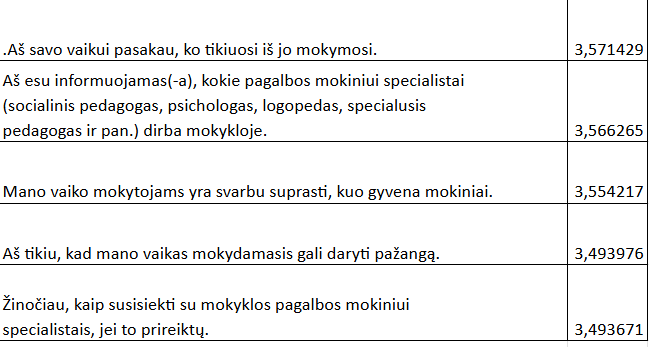 .Aš savo vaikui pasakau, ko tikiuosi iš jo mokymosi. 3,571429
Aš esu informuojamas(-a), kokie pagalbos mokiniui specialistai
(socialinis pedagogas, psichologas, logopedas, specialusis
pedagogas ir pan.) dirba mokykloje. 3,566265
Mano vaiko mokytojams yra svarbu suprasti, kuo gyvena mokiniai. 3,554217
Aš tikiu, kad mano vaikas mokydamasis gali daryti pažangą. 3,493976
Žinočiau, kaip susisiekti su mokyklos pagalbos mokiniui
specialistais, jei to prireiktų. 3,493671